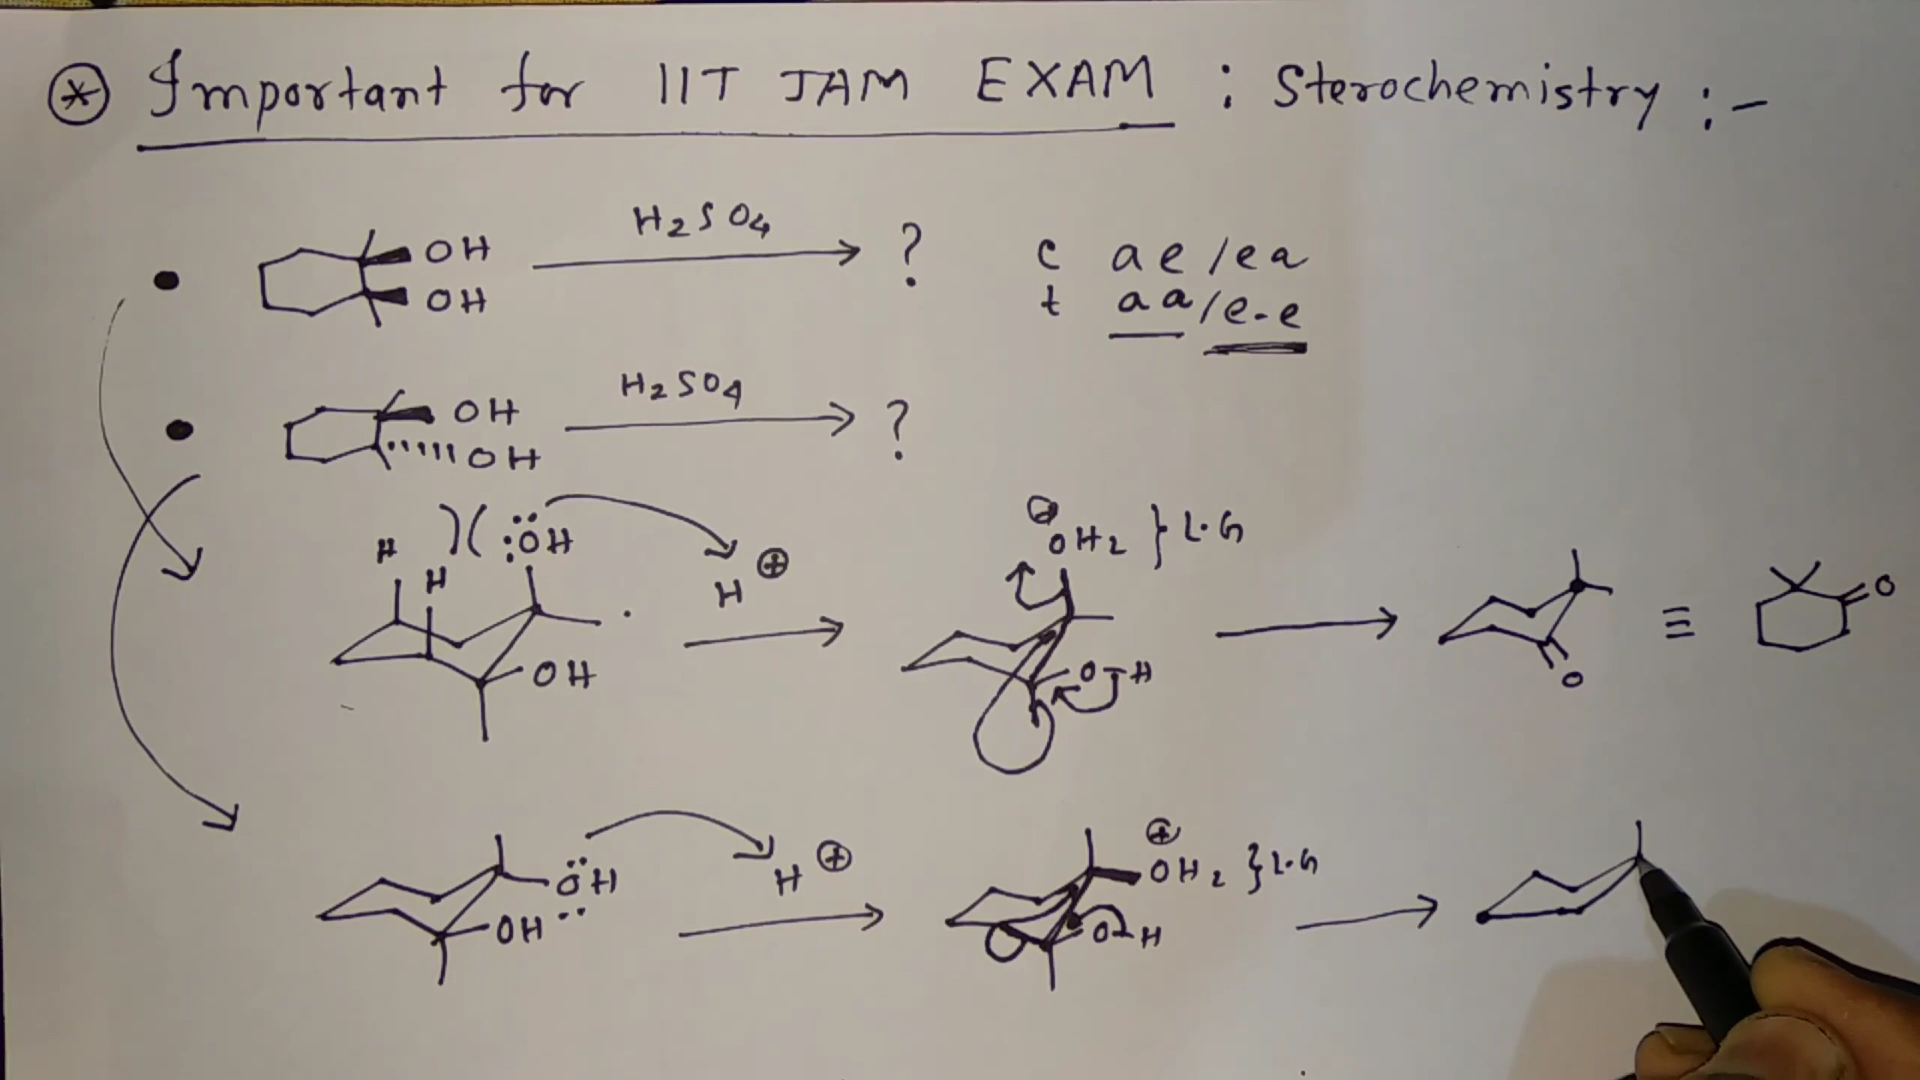 * Important for IIT JAM EXAM : Sterochemistry :-
OH
OH
H2SO4
?
c ae/ea
t aa/e-e
OH
OH
H2SO4
?
H
H
:ÖH
OH
H⊕
⊕
OH2 } L.G
O-H
O
≡
O
ÖH
OH
H⊕
⊕
OH2 } L.G
O-H